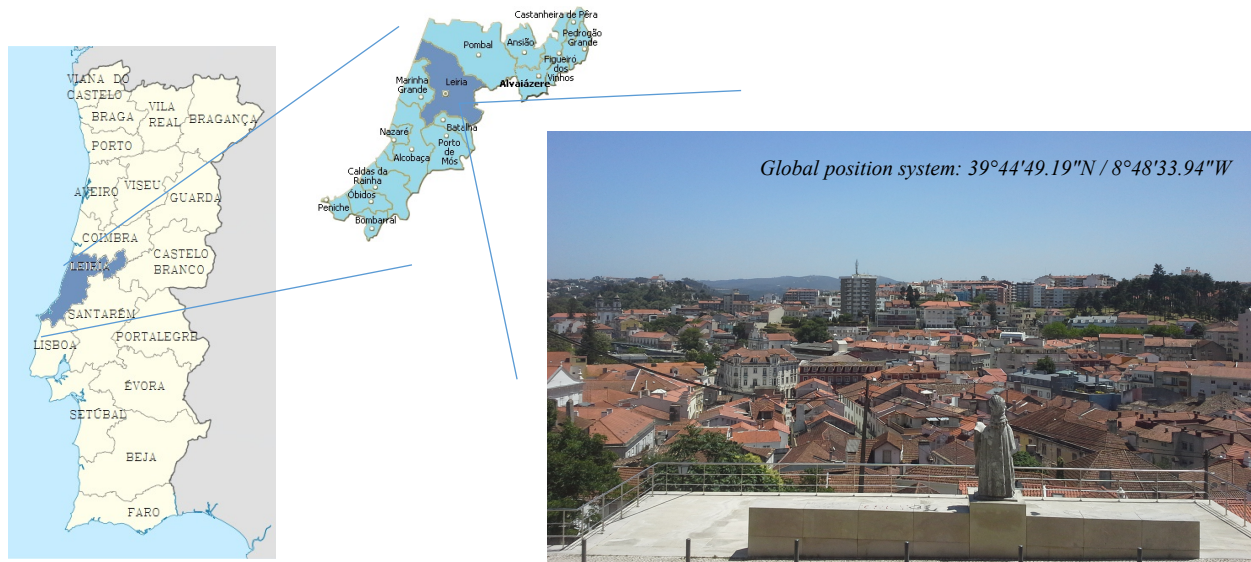 VIANA DO
CASTELO
BRAGA
VILA
REAL
BRAGANÇA
PORTO
AVEIRO
VISEU
GUARDA
COIMBRA
CASTELO
BRANCO
LEIRIA
SANTARÉM
LISBOA
PORTALEGRE
ÉVORA
SETÚBAL
BEJA
FARO
Castanheira de Pêra
Pedrogão
Grande
Ansião
Pombal
Figueiró
dos
Vinhos
Alvaiázere
Marinha
Grande
Leiria
Batalha
Nazaré
Porto
de
Mós
Alcobaça
Caldas da
Rainha
Óbidos
Peniche
Bombarral
Global position system: 39°44'49.19"N / 8°48'33.94"W